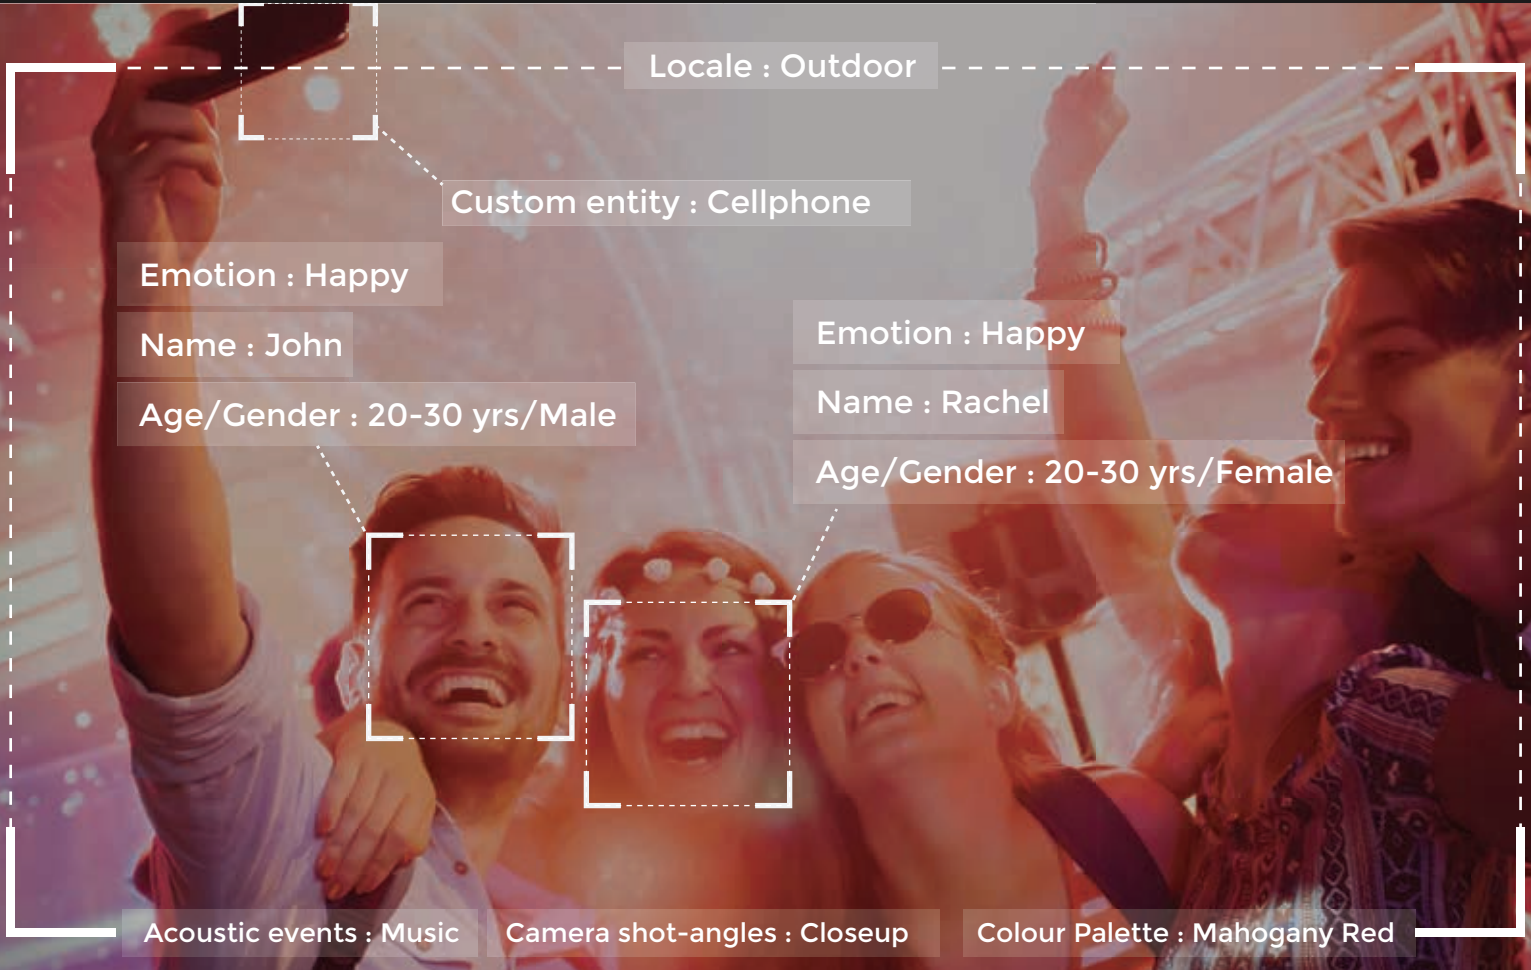 Locale : Outdoor
Custom entity : Cellphone
Emotion : Happy
Name : John
Age/Gender : 20-30 yrs/Male
Emotion : Happy
Name : Rachel
Age/Gender : 20-30 yrs/Female
Acoustic events : Music
Camera shot-angles : Closeup
Colour Palette : Mahogany Red